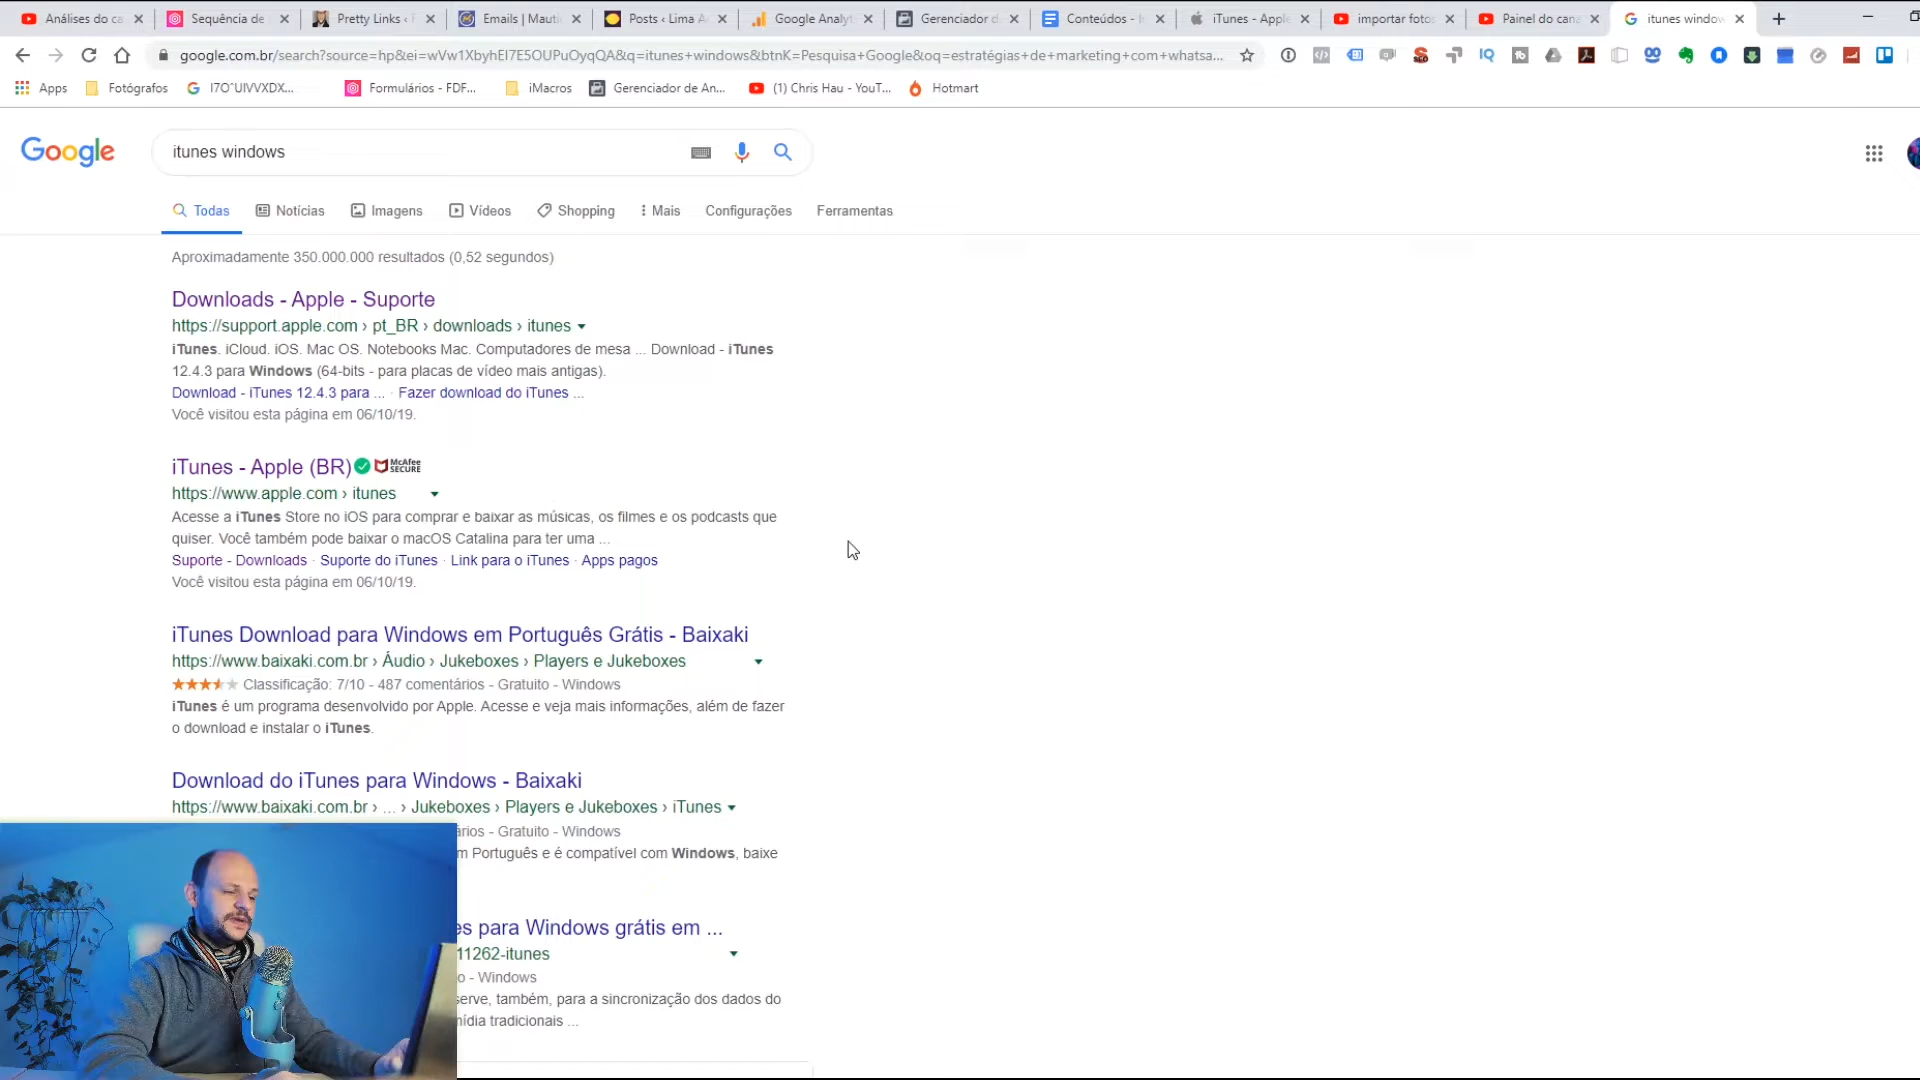 Análises do ca
Sequência de
Pretty Links ‹ F
Emails | Mauti
Posts ‹ Lima A
Google Analyt
Gerenciador d
Conteúdos - I
iTunes - Apple
importar fotos
Painel do cana
itunes window
google.com.br/search?source=hp&ei=wVw1XbyhEI7E5OUPuOyqQA&q=itunes+windows&btnK=Pesquisa+Google&oq=estratégias+de+marketing+com+whatsa...
Apps
Fotógrafos
Formulários - FDF...
iMacros
Gerenciador de An...
(1) Chris Hau - YouT...
Hotmart
Google
itunes windows
Todas
Notícias
Imagens
Vídeos
Shopping
Mais
Configurações
Ferramentas
Aproximadamente 350.000.000 resultados (0,52 segundos)
Downloads - Apple - Suporte
https://support.apple.com › pt_BR › downloads › itunes
iTunes. iCloud. iOS. Mac OS. Notebooks Mac. Computadores de mesa ... Download - iTunes
12.4.3 para Windows (64-bits - para placas de vídeo mais antigas).
Download - iTunes 12.4.3 para ... · Fazer download do iTunes ...
Você visitou esta página em 06/10/19.
iTunes - Apple (BR) McAfee SECURE
https://www.apple.com › itunes
Acesse a iTunes Store no iOS para comprar e baixar as músicas, os filmes e os podcasts que
quiser. Você também pode baixar o macOS Catalina para ter uma ...
Suporte - Downloads · Suporte do iTunes · Link para o iTunes · Apps pagos
Você visitou esta página em 06/10/19.
iTunes Download para Windows em Português Grátis - Baixaki
https://www.baixaki.com.br › Áudio › Jukeboxes › Players e Jukeboxes
Classificação: 7/10 - 487 comentários - Gratuito - Windows
iTunes é um programa desenvolvido por Apple. Acesse e veja mais informações, além de fazer
o download e instalar o iTunes.
Download do iTunes para Windows - Baixaki
https://www.baixaki.com.br › ... › Jukeboxes › Players e Jukeboxes › iTunes
ários - Gratuito - Windows
m Português e é compatível com Windows, baixe
es para Windows grátis em ...
11262-itunes
o - Windows
serve, também, para a sincronização dos dados do
mídia tradicionais ...